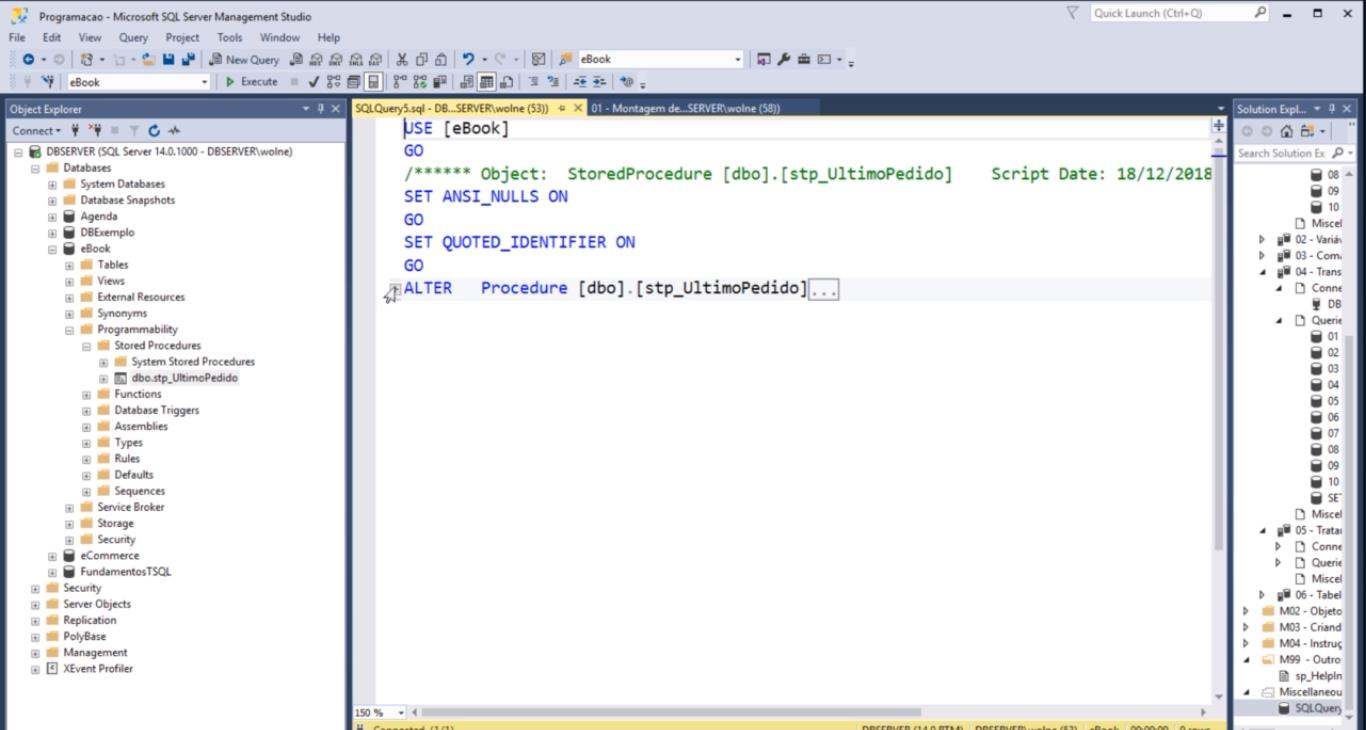 Programacao - Microsoft SQL Server Management Studio
Quick Launch (Ctrl+Q)
File Edit View Query Project Tools Window Help
New Query
eBook
eBook
Execute
Object Explorer
Connect
DBSERVER (SQL Server 14.0.1000 - DBSERVER\wolne)
Databases
System Databases
Database Snapshots
Agenda
DBExemplo
eBook
Tables
Views
External Resources
Synonyms
Programmability
Stored Procedures
System Stored Procedures
dbo.stp_UltimoPedido
Functions
Database Triggers
Assemblies
Types
Rules
Defaults
Sequences
Service Broker
Storage
Security
eCommerce
FundamentosTSQL
Security
Server Objects
Replication
PolyBase
Management
XEvent Profiler
SQLQuery5.sql - DB...SERVER\wolne (53))
01 - Montagem de...SERVER\wolne (58))
USE [eBook]
GO
/****** Object:  StoredProcedure [dbo].[stp_UltimoPedido]    Script Date: 18/12/2018
SET ANSI_NULLS ON
GO
SET QUOTED_IDENTIFIER ON
GO
ALTER   Procedure [dbo].[stp_UltimoPedido]...
150 %
Connected. (1/1)
DBSERVER (14.0 RTM) DBSERVER\wolne (53) eBook 00:00:00 0 rows
Solution Expl...
Search Solution Ex
08
09
10
Miscel
02 - Variáv
03 - Com
04 - Trans
Conne
DB
Querie
01
02
03
04
05
06
07
08
09
10
SE
Miscel
05 - Trata
Conne
Querie
Miscel
06 - Tabel
M02 - Objeto
M03 - Criand
M04 - Instruç
M99 - Outro
sp_HelpIn
Miscellaneou
SQLQuery